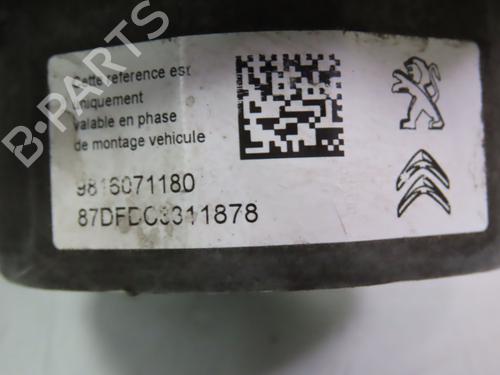 Cette reference est
uniquement
valable en phase
de montage vehicule
9816071180
87DFDC3311878
B-PARTS